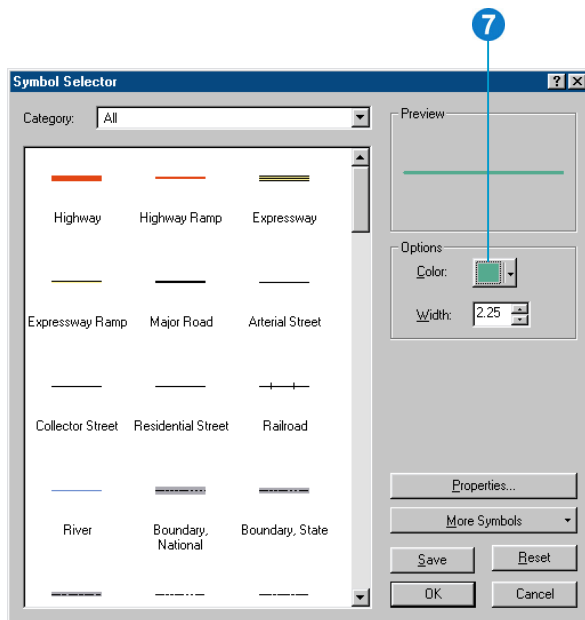 7
Symbol Selector
? X
Category: All
Preview
Highway
Highway Ramp
Expressway
Options
Color:
Width: 2.25
Expressway Ramp
Major Road
Arterial Street
Collector Street
Residential Street
Railroad
River
Boundary,
National
Boundary, State
Properties...
More Symbols
Save
Reset
OK
Cancel